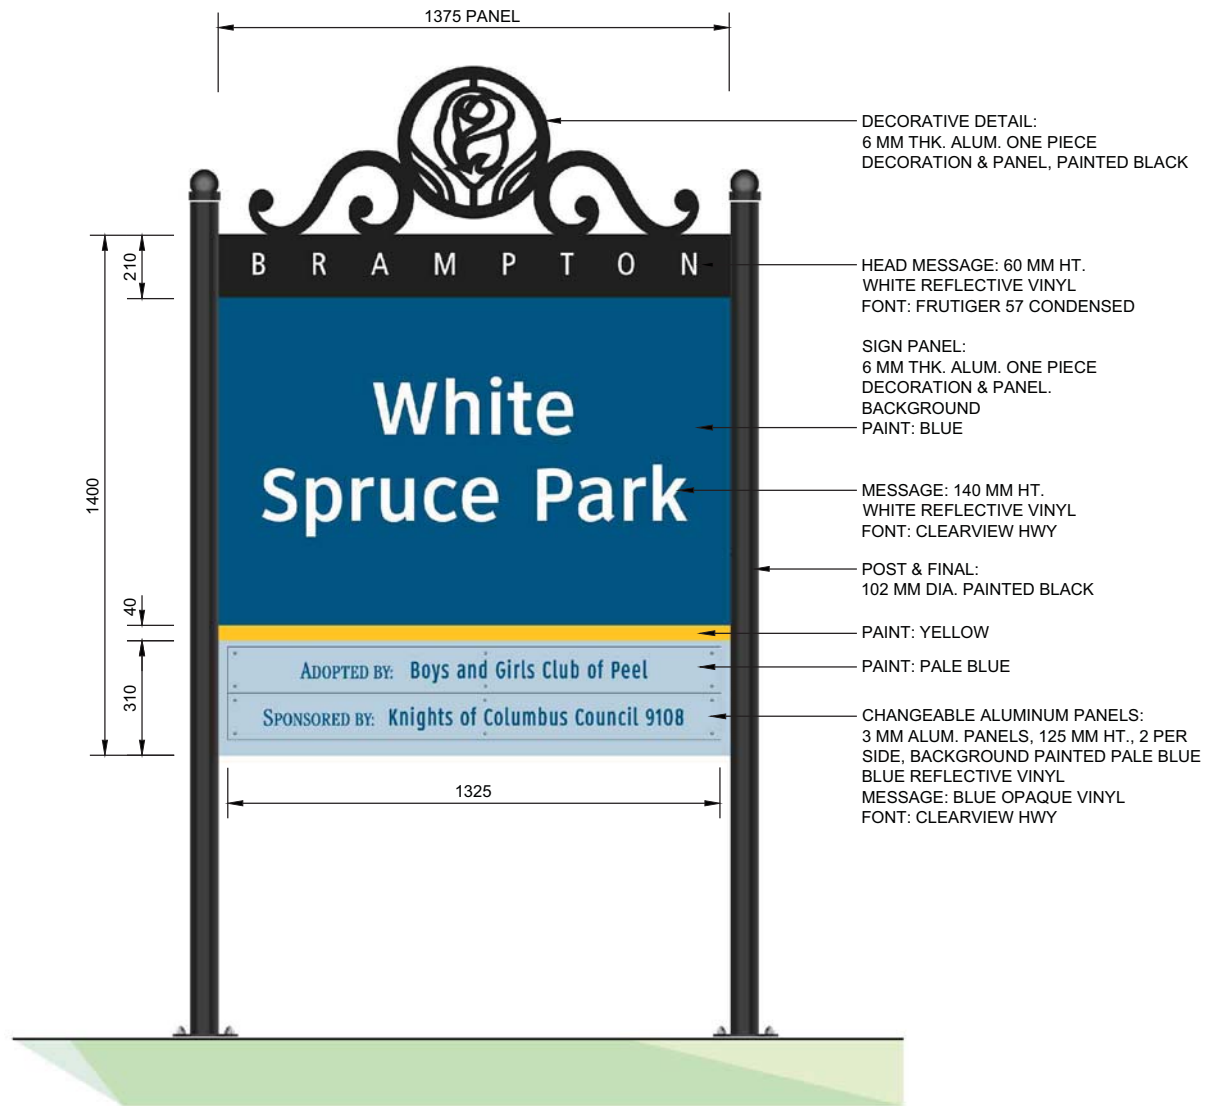 1375 PANEL
DECORATIVE DETAIL:
6 MM THK. ALUM. ONE PIECE
DECORATION & PANEL, PAINTED BLACK
210
B R A M P T O N
HEAD MESSAGE: 60 MM HT.
WHITE REFLECTIVE VINYL
FONT: FRUTIGER 57 CONDENSED
SIGN PANEL:
6 MM THK. ALUM. ONE PIECE
DECORATION & PANEL.
BACKGROUND
PAINT: BLUE
White
Spruce Park
1400
MESSAGE: 140 MM HT.
WHITE REFLECTIVE VINYL
FONT: CLEARVIEW HWY
POST & FINAL:
102 MM DIA. PAINTED BLACK
40
PAINT: YELLOW
310
ADOPTED BY: Boys and Girls Club of Peel
PAINT: PALE BLUE
SPONSORED BY: Knights of Columbus Council 9108
CHANGEABLE ALUMINUM PANELS:
3 MM ALUM. PANELS, 125 MM HT., 2 PER
SIDE, BACKGROUND PAINTED PALE BLUE
BLUE REFLECTIVE VINYL
MESSAGE: BLUE OPAQUE VINYL
FONT: CLEARVIEW HWY
1325